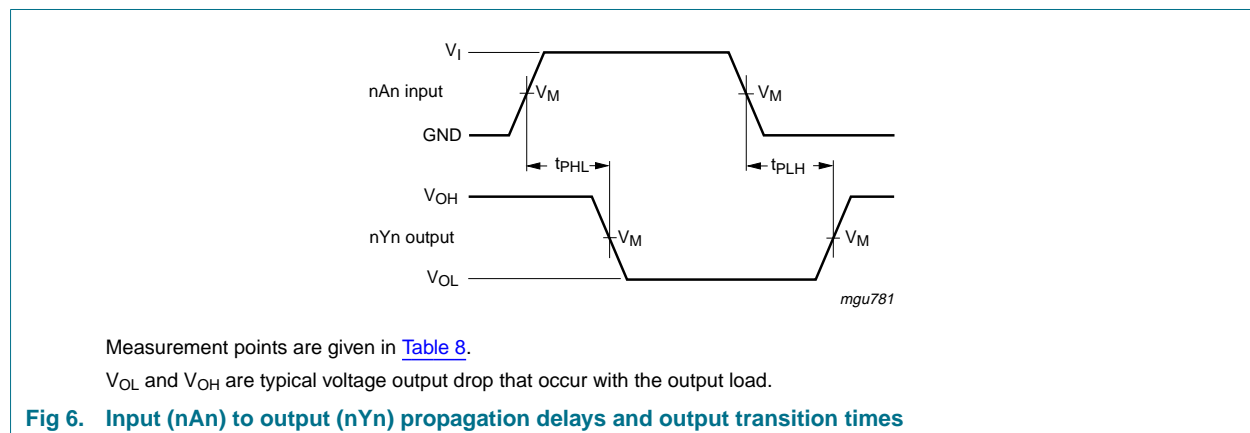 VI
nAn input
VM
VM
GND
tPHL
tPLH
VOH
nYn output
VM
VM
VOL
mgu781
Measurement points are given in Table 8.
VOL and VOH are typical voltage output drop that occur with the output load.
Fig 6. Input (nAn) to output (nYn) propagation delays and output transition times